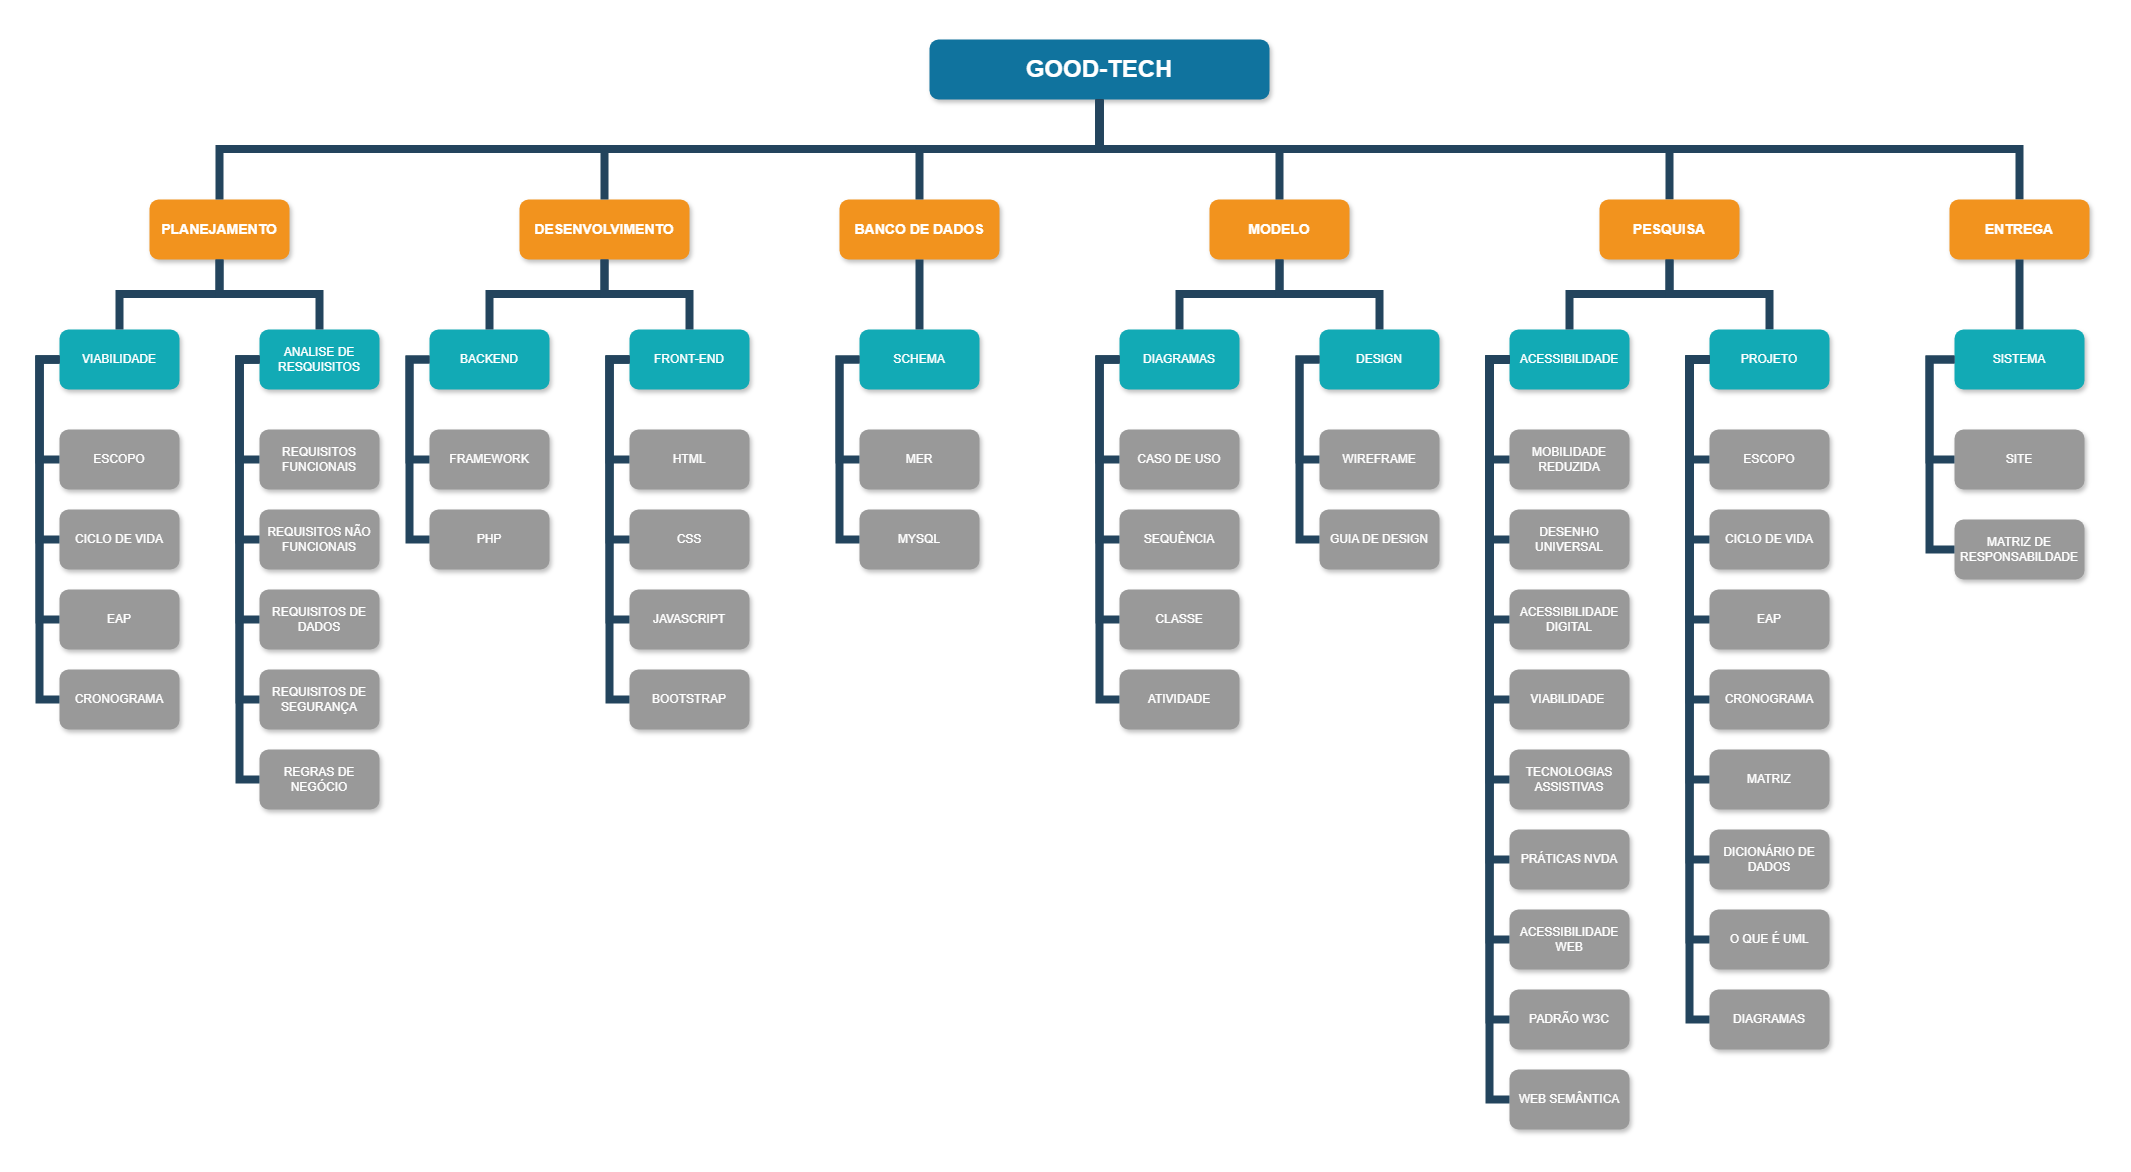 GOOD-TECH
PLANEJAMENTO
DESENVOLVIMENTO
BANCO DE DADOS
MODELO
PESQUISA
ENTREGA
VIABILIDADE
ESCOPO
CICLO DE VIDA
EAP
CRONOGRAMA
ANALISE DE
RESQUISITOS
REQUISITOS
FUNCIONAIS
REQUISITOS NÃO
FUNCIONAIS
REQUISITOS DE
DADOS
REQUISITOS DE
SEGURANÇA
REGRAS DE
NEGÓCIO
BACKEND
FRAMEWORK
PHP
FRONT-END
HTML
CSS
JAVASCRIPT
BOOTSTRAP
SCHEMA
MER
MYSQL
DIAGRAMAS
CASO DE USO
SEQUÊNCIA
CLASSE
ATIVIDADE
DESIGN
WIREFRAME
GUIA DE DESIGN
ACESSIBILIDADE
MOBILIDADE
REDUZIDA
DESENHO
UNIVERSAL
ACESSIBILIDADE
DIGITAL
VIABILIDADE
TECNOLOGIAS
ASSISTIVAS
PRÁTICAS NVDA
ACESSIBILIDADE
WEB
PADRÃO W3C
WEB SEMÂNTICA
PROJETO
ESCOPO
CICLO DE VIDA
EAP
CRONOGRAMA
MATRIZ
DICIONÁRIO DE
DADOS
O QUE É UML
DIAGRAMAS
SISTEMA
SITE
MATRIZ DE
RESPONSABILDADE